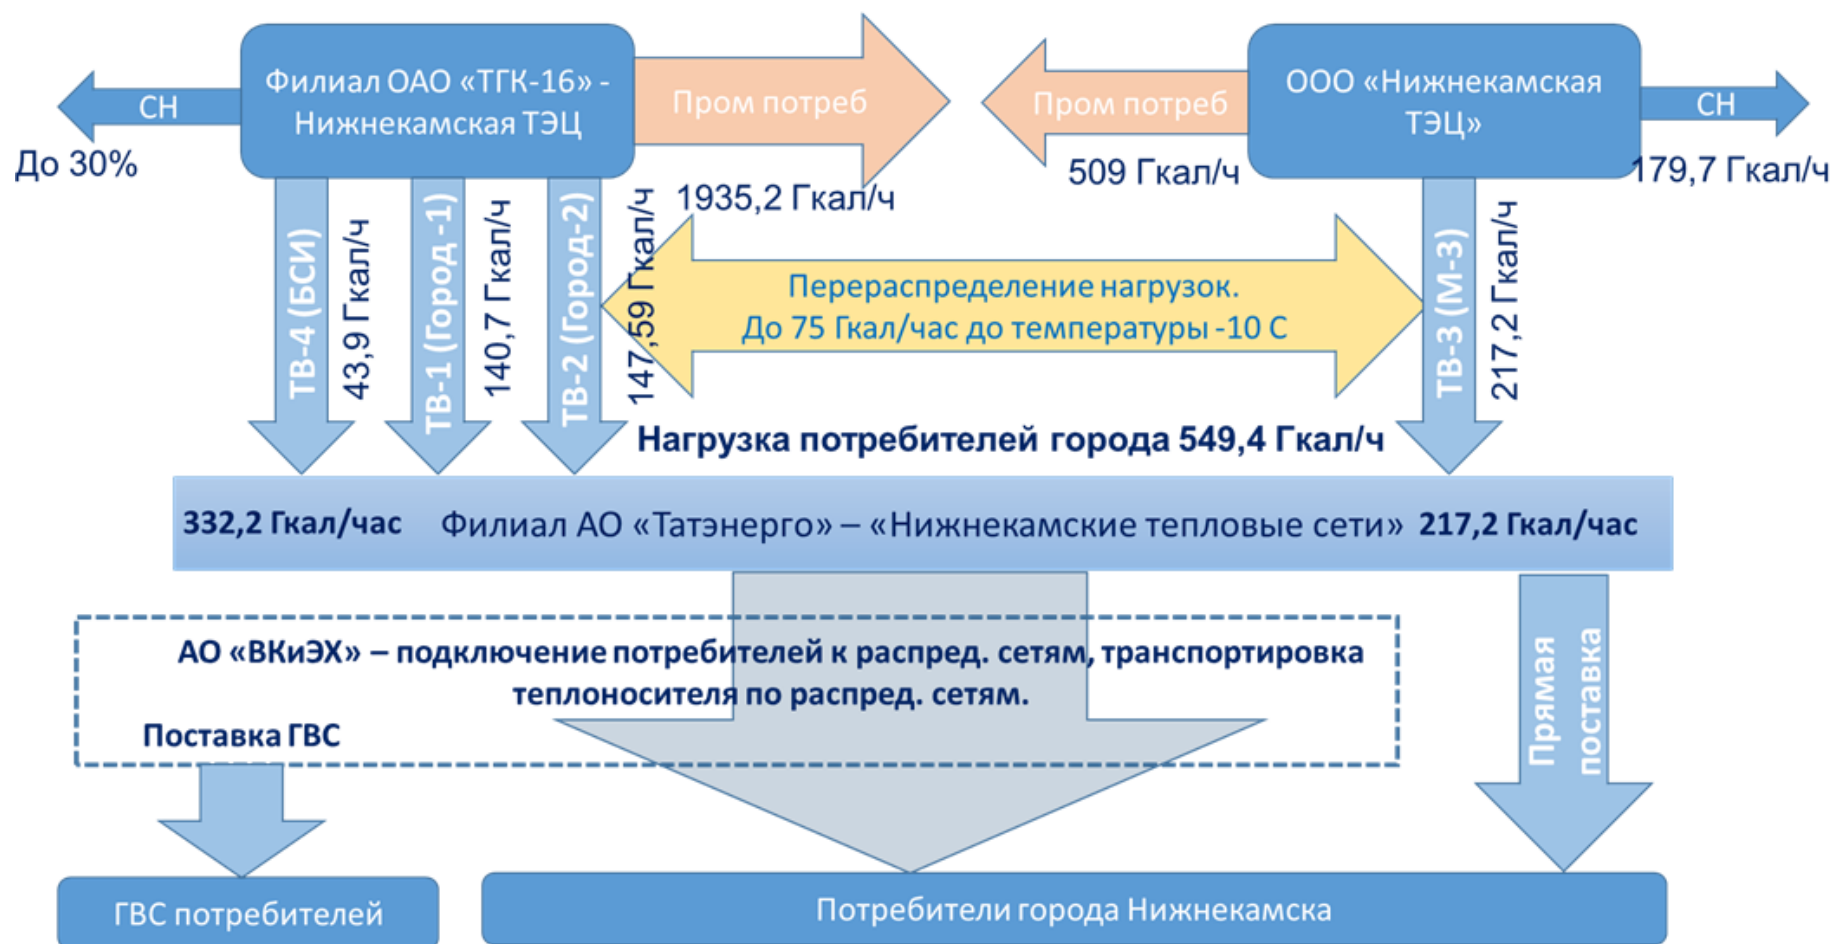 Филиал ОАО «ТГК-16» -
Нижнекамская ТЭЦ
СН
До 30%
Пром потреб
1935,2 Гкал/ч
Пром потреб
509 Гкал/ч
ООО «Нижнекамская
ТЭЦ»
СН
179,7 Гкал/ч
ТВ-4 (БСИ)
43,9 Гкал/ч
ТВ-1 (Город -1)
140,7 Гкал/ч
ТВ-2 (Город-2)
147,59 Гкал/ч
Перераспределение нагрузок.
До 75 Гкал/час до температуры -10 С
ТВ-3 (М-3)
217,2 Гкал/ч
Нагрузка потребителей города 549,4 Гкал/ч
332,2 Гкал/час
Филиал АО «Татэнерго» – «Нижнекамские тепловые сети»
217,2 Гкал/час
АО «ВКиЭХ» – подключение потребителей к распред. сетям, транспортировка
теплоносителя по распред. сетям.
Поставка ГВС
Прямая
поставка
ГВС потребителей
Потребители города Нижнекамска